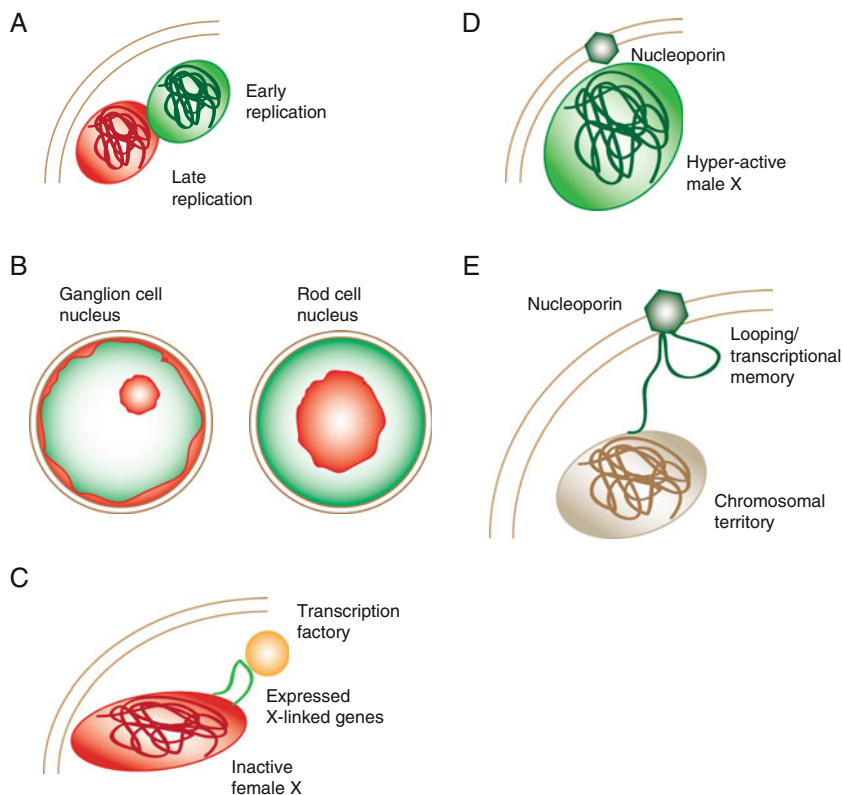 A
Early
replication
Late
replication
B
Ganglion cell
nucleus
Rod cell
nucleus
C
Transcription
factory
Expressed
X-linked genes
Inactive
female X
D
Nucleoporin
Hyper-active
male X
E
Nucleoporin
Looping/
transcriptional
memory
Chromosomal
territory